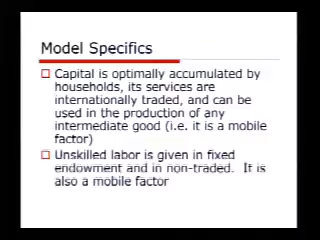 Model Specifics
Capital is optimally accumulated by
households, its services are
internationally traded, and can be
used in the production of any
intermediate good (i.e. it is a mobile
factor)
Unskilled labor is given in fixed
endowment and in non-traded. It is
also a mobile factor